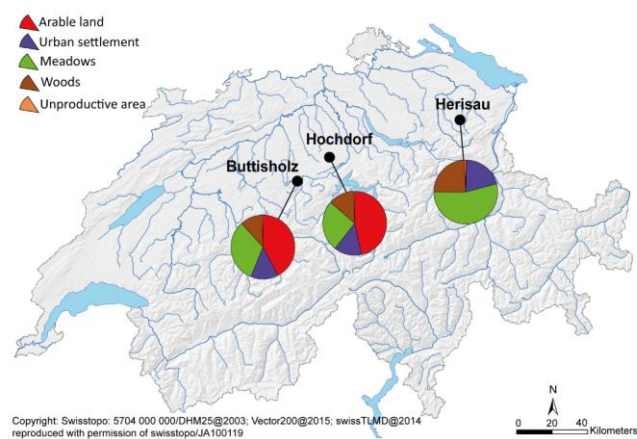 Arable land
Urban settlement
Meadows
Woods
Unproductive area
Herisau
Hochdorf
Buttisholz
N
0 20 40 Kilometers
Copyright: Swisstopo: 5704 000 000/DHM25@2003; Vector200@2015; swissTLMD@2014
reproduced with permission of swisstopo/JA100119